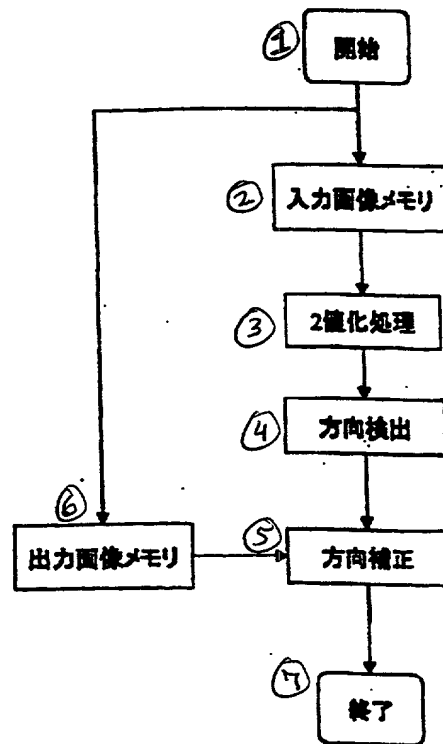 ① 開始
② 入力画像メモリ
③ 2値化処理
④ 方向検出
⑥
出力画像メモリ
⑤ 方向補正
⑦ 終了